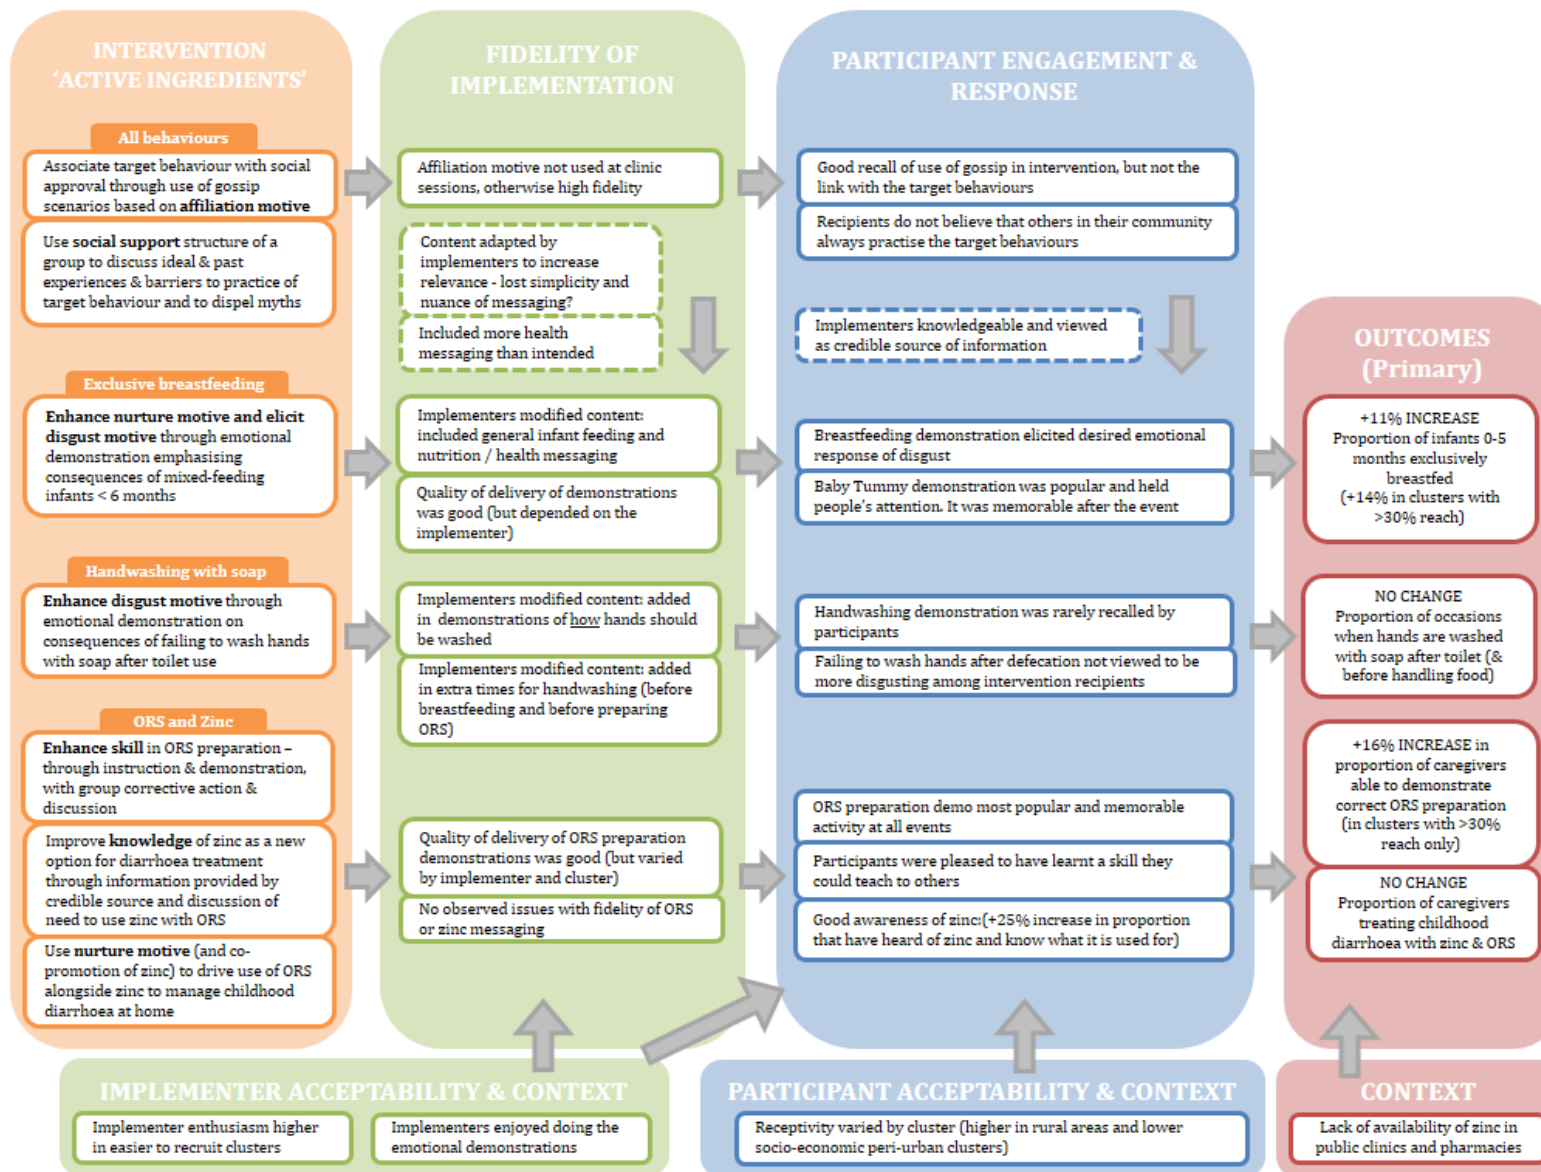 INTERVENTION
‘ACTIVE INGREDIENTS’
All behaviours
Associate target behaviour with social
approval through use of gossip
scenarios based on affiliation motive
Use social support structure of a
group to discuss ideal & past
experiences & barriers to practice of
target behaviour and to dispel myths
Exclusive breastfeeding
Enhance nurture motive and elicit
disgust motive through emotional
demonstration emphasising
consequences of mixed-feeding
infants < 6 months
Handwashing with soap
Enhance disgust motive through
emotional demonstration on
consequences of failing to wash hands
with soap after toilet use
ORS and Zinc
Enhance skill in ORS preparation –
through instruction & demonstration,
with group corrective action &
discussion
Improve knowledge of zinc as a new
option for diarrhoea treatment
through information provided by
credible source and discussion of
need to use zinc with ORS
Use nurture motive (and co-
promotion of zinc) to drive use of ORS
alongside zinc to manage childhood
diarrhoea at home
FIDELITY OF
IMPLEMENTATION
Affiliation motive not used at clinic
sessions, otherwise high fidelity
Content adapted by
implementers to increase
relevance - lost simplicity and
nuance of messaging?
Included more health
messaging than intended
Implementers modified content:
included general infant feeding and
nutrition / health messaging
Quality of delivery of demonstrations
was good (but depended on the
implementer)
Implementers modified content: added
in demonstrations of how hands should
be washed
Implementers modified content: added
in extra times for handwashing (before
breastfeeding and before preparing
ORS)
Quality of delivery of ORS preparation
demonstrations was good (but varied
by implementer and cluster)
No observed issues with fidelity of ORS
or zinc messaging
PARTICIPANT ENGAGEMENT &
RESPONSE
Good recall of use of gossip in intervention, but not the
link with the target behaviours
Recipients do not believe that others in their community
always practise the target behaviours
Implementers knowledgeable and viewed
as credible source of information
Breastfeeding demonstration elicited desired emotional
response of disgust
Baby Tummy demonstration was popular and held
people’s attention. It was memorable after the event
Handwashing demonstration was rarely recalled by
participants
Failing to wash hands after defecation not viewed to be
more disgusting among intervention recipients
ORS preparation demo most popular and memorable
activity at all events
Participants were pleased to have learnt a skill they
could teach to others
Good awareness of zinc:(+25% increase in proportion
that have heard of zinc and know what it is used for)
OUTCOMES
(Primary)
+11% INCREASE
Proportion of infants 0-5
months exclusively
breastfed
(+14% in clusters with
>30% reach)
NO CHANGE
Proportion of occasions
when hands are washed
with soap after toilet (&
before handling food)
+16% INCREASE in
proportion of caregivers
able to demonstrate
correct ORS preparation
(in clusters with >30%
reach only)
NO CHANGE
Proportion of caregivers
treating childhood
diarrhoea with zinc & ORS
IMPLEMENTER ACCEPTABILITY & CONTEXT
Implementer enthusiasm higher
in easier to recruit clusters
Implementers enjoyed doing the
emotional demonstrations
PARTICIPANT ACCEPTABILITY & CONTEXT
Receptivity varied by cluster (higher in rural areas and lower
socio-economic peri-urban clusters)
CONTEXT
Lack of availability of zinc in
public clinics and pharmacies